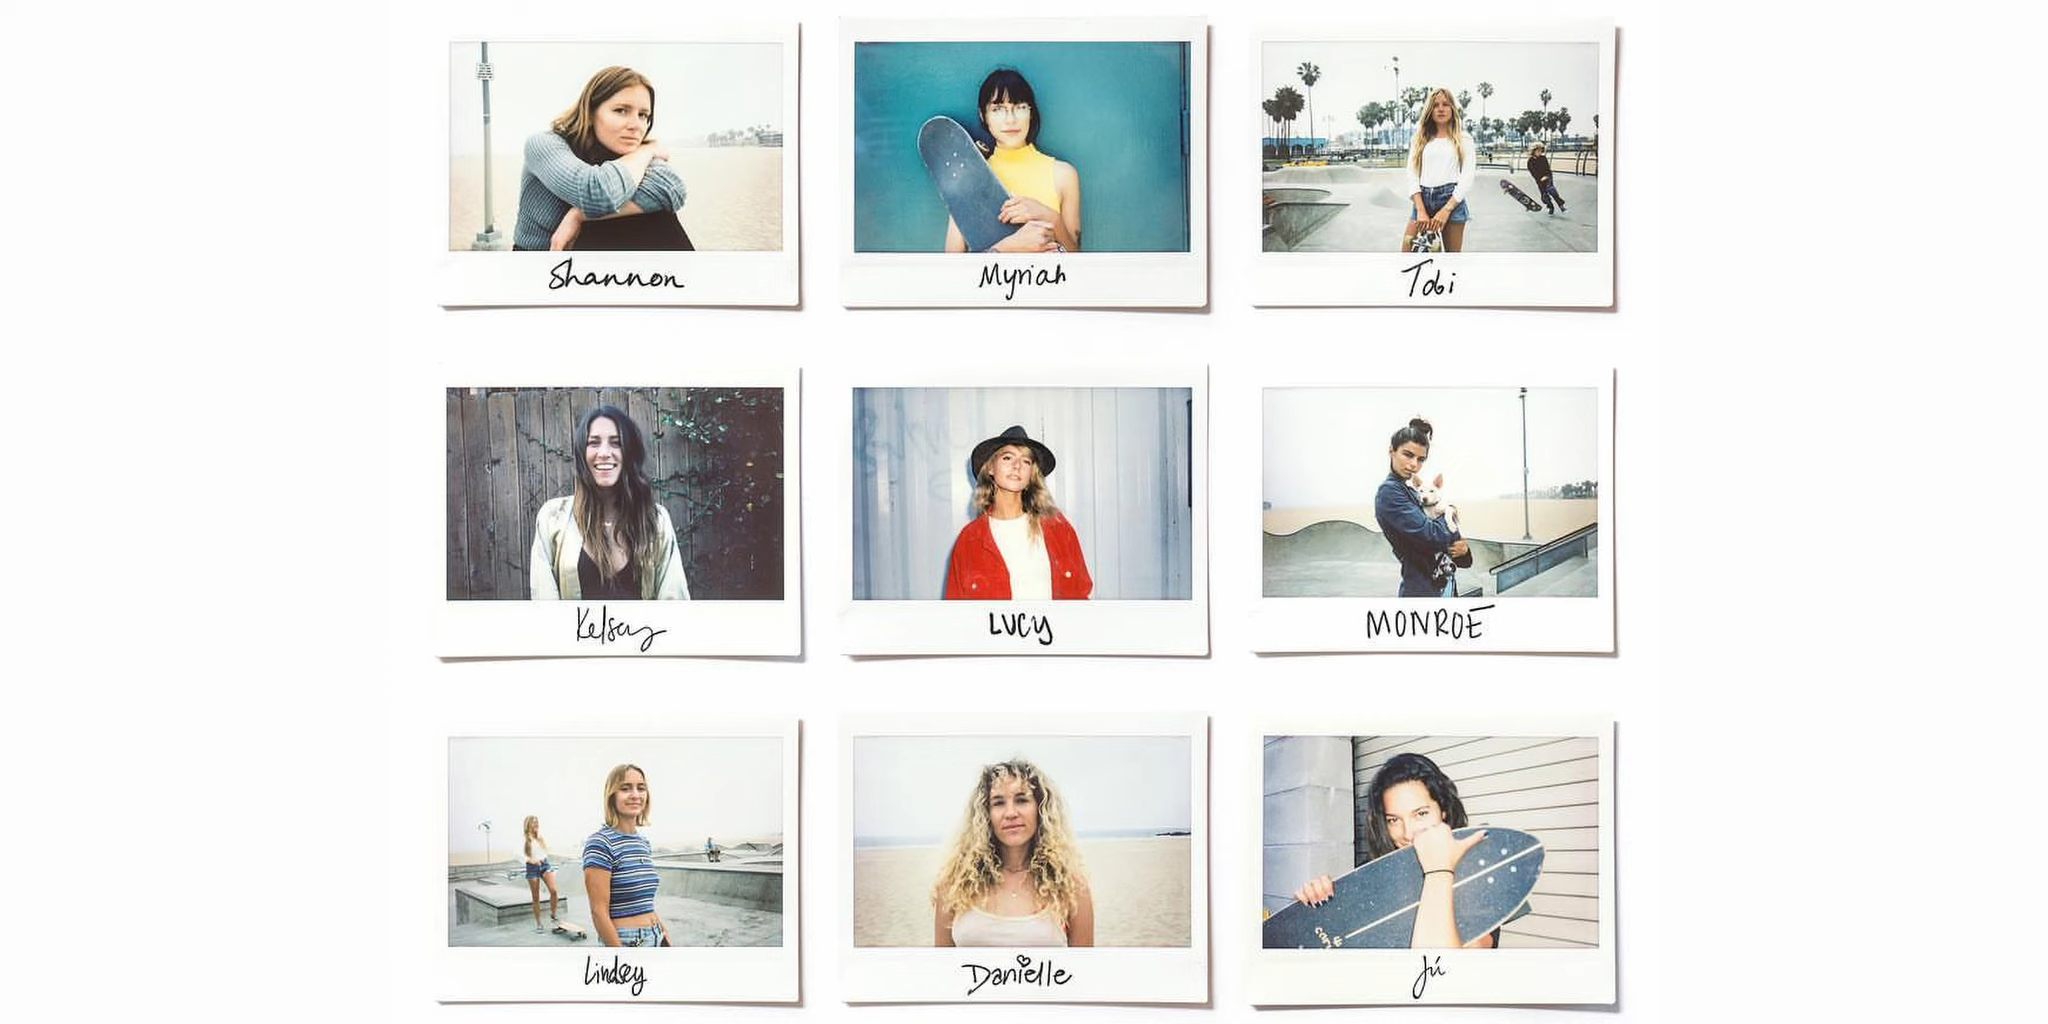 Shannon
Myriah
Tobi
Kelsey
LUCY
MONROE
Lindsey
Danielle
Jú